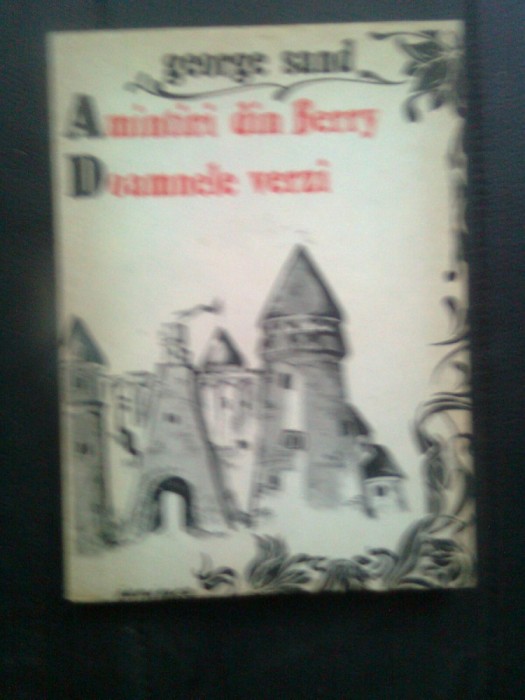 george sand
Amintiri din Berry
Doamnele verzi